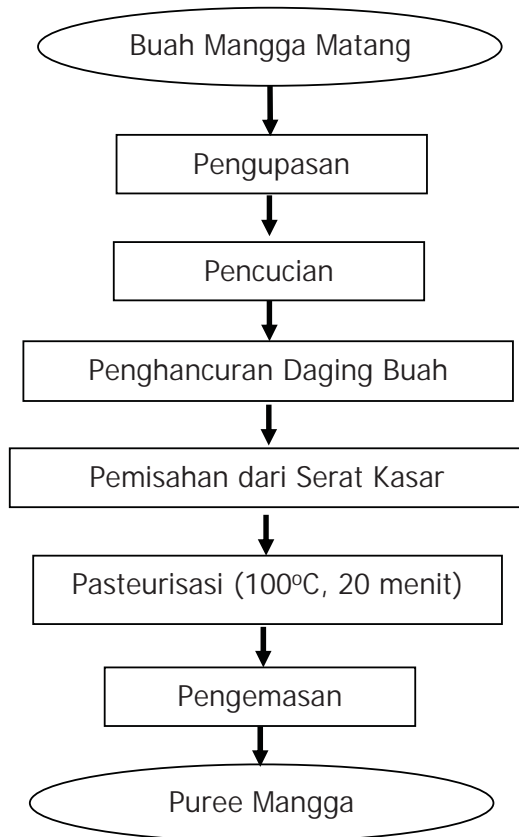 Buah Mangga Matang
Pengupasan
Pencucian
Penghancuran Daging Buah
Pemisahan dari Serat Kasar
Pasteurisasi (100ºC, 20 menit)
Pengemasan
Puree Mangga